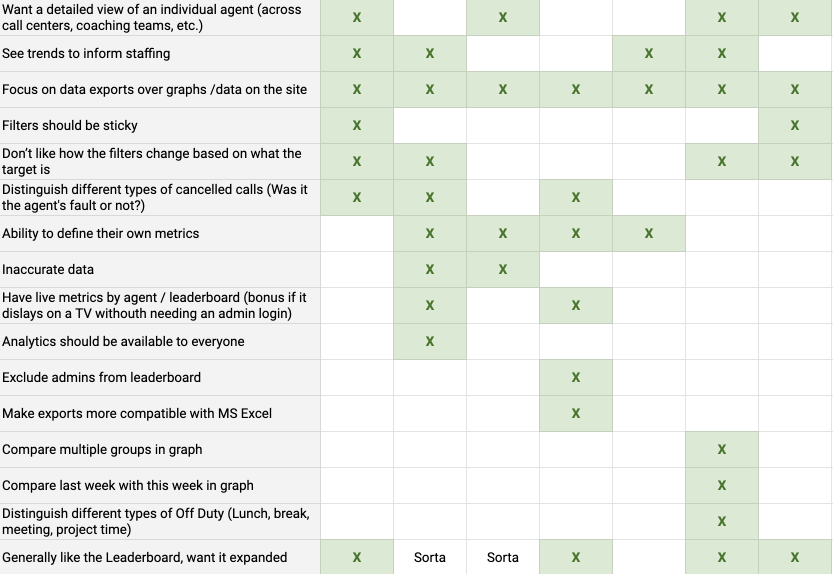 Want a detailed view of an individual agent (across
call centers, coaching teams, etc.) X X X X
See trends to inform staffing X X X X
Focus on data exports over graphs /data on the site X X X X X X X
Filters should be sticky X X
Don't like how the filters change based on what the
target is X X X X
Distinguish different types of cancelled calls (Was it
the agent's fault or not?) X X X
Ability to define their own metrics X X X X
Inaccurate data X X
Have live metrics by agent / leaderboard (bonus if it
dislays on a TV withouth needing an admin login) X X
Analytics should be available to everyone X
Exclude admins from leaderboard X
Make exports more compatible with MS Excel X
Compare multiple groups in graph X
Compare last week with this week in graph X
Distinguish different types of Off Duty (Lunch, break,
meeting, project time) X
Generally like the Leaderboard, want it expanded X Sorta Sorta X X X